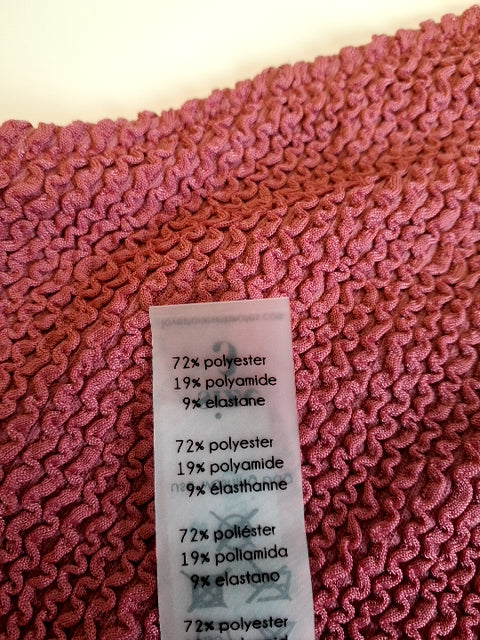 72% polyester
19% polyamide
9% elastane
72% polyester
19% polyamide
9% élasthanne
72% poliéster
19% poliamida
9% elastano
72% polyester